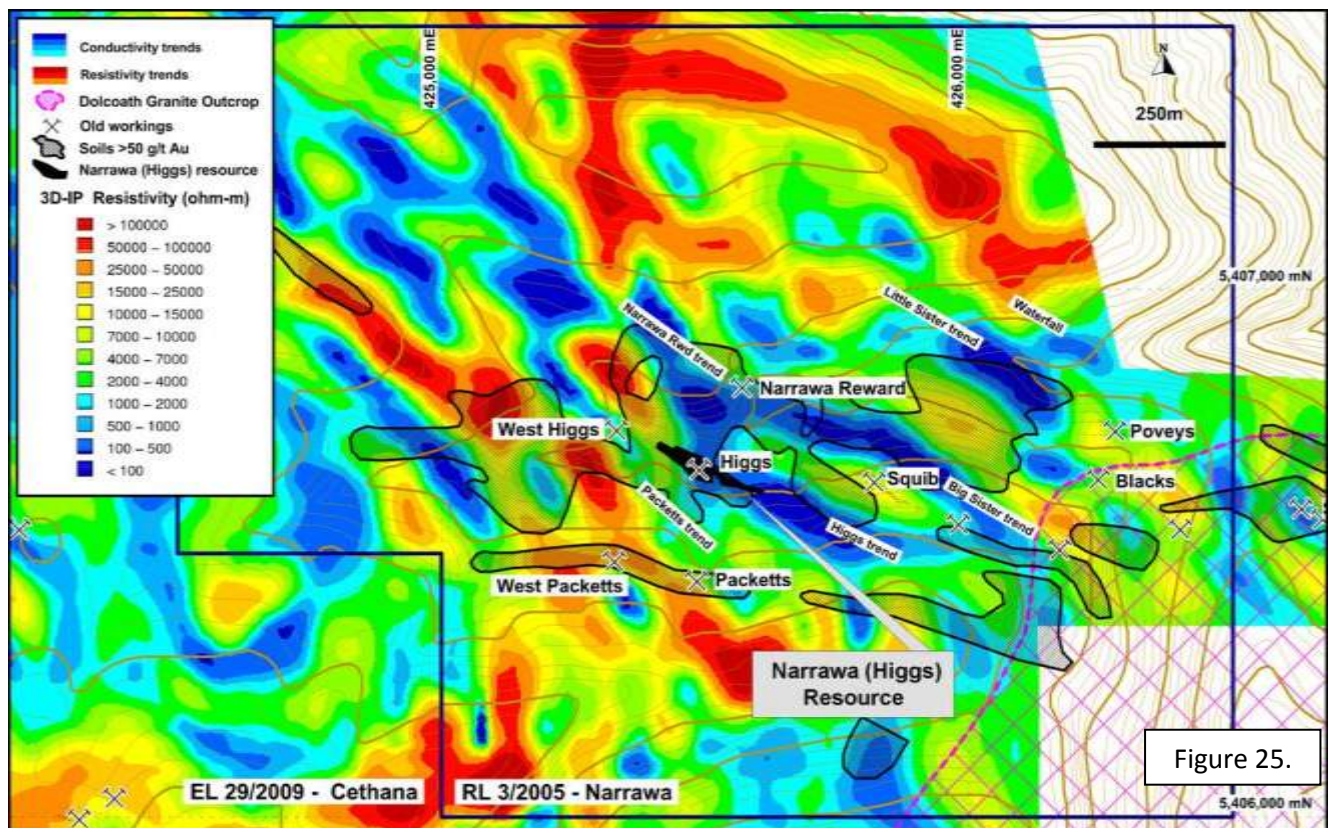 Conductivity trends
Resistivity trends
Dolcoath Granite Outcrop
Old workings
Soils >50 g/t Au
Narrawa (Higgs) resource
3D-IP Resistivity (ohm-m)
> 100000
50000 – 100000
25000 – 50000
15000 – 25000
10000 – 15000
7000 – 10000
4000 – 7000
2000 – 4000
1000 – 2000
500 – 1000
100 – 500
< 100
425,000 mE
426,000 mE
N
250m
5,407,000 mN
Little Sister trend
Waterfall
Narrawa Rwd trend
Narrawa Reward
West Higgs
Poveys
Higgs
Squib
Blacks
Big Sister trend
Packetts trend
Higgs trend
West Packetts
Packetts
Narrawa (Higgs)
Resource
Figure 25.
EL 29/2009 - Cethana
RL 3/2005 - Narrawa
5,406,000 mN